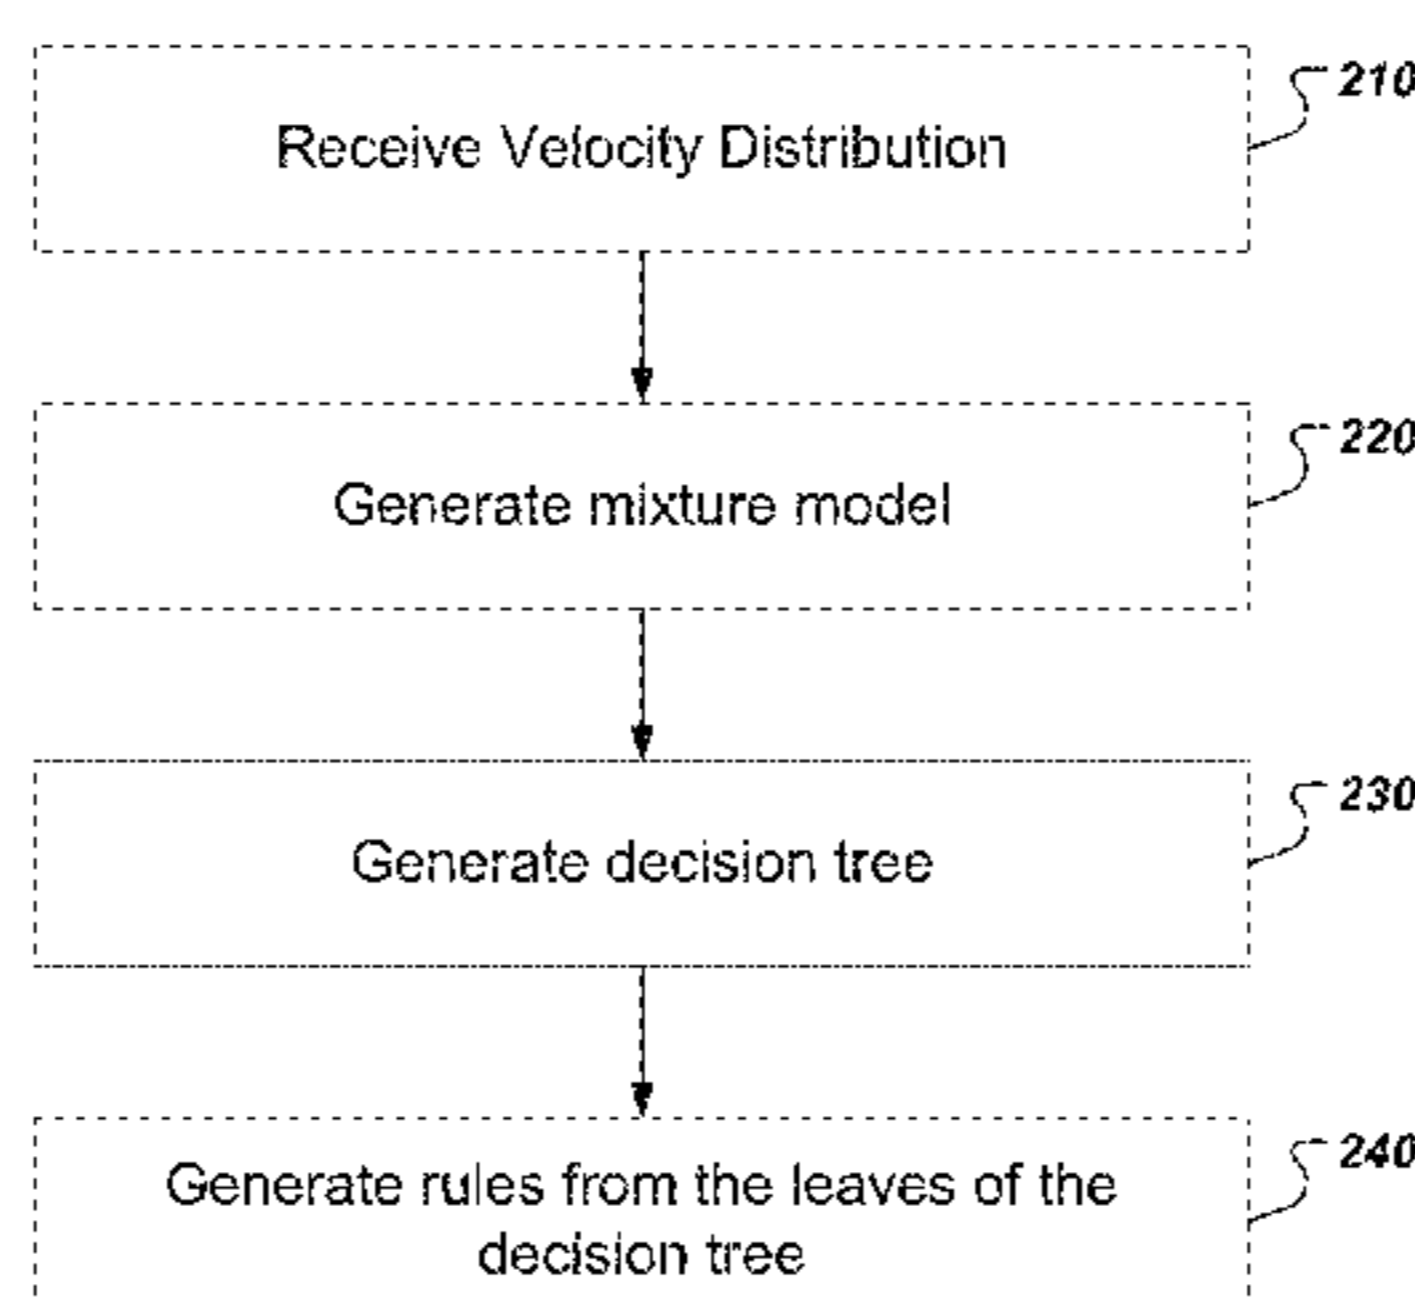 Receive Velocity Distribution
210
Generate mixture model
220
Generate decision tree
230
Generate rules from the leaves of the
decision tree
240